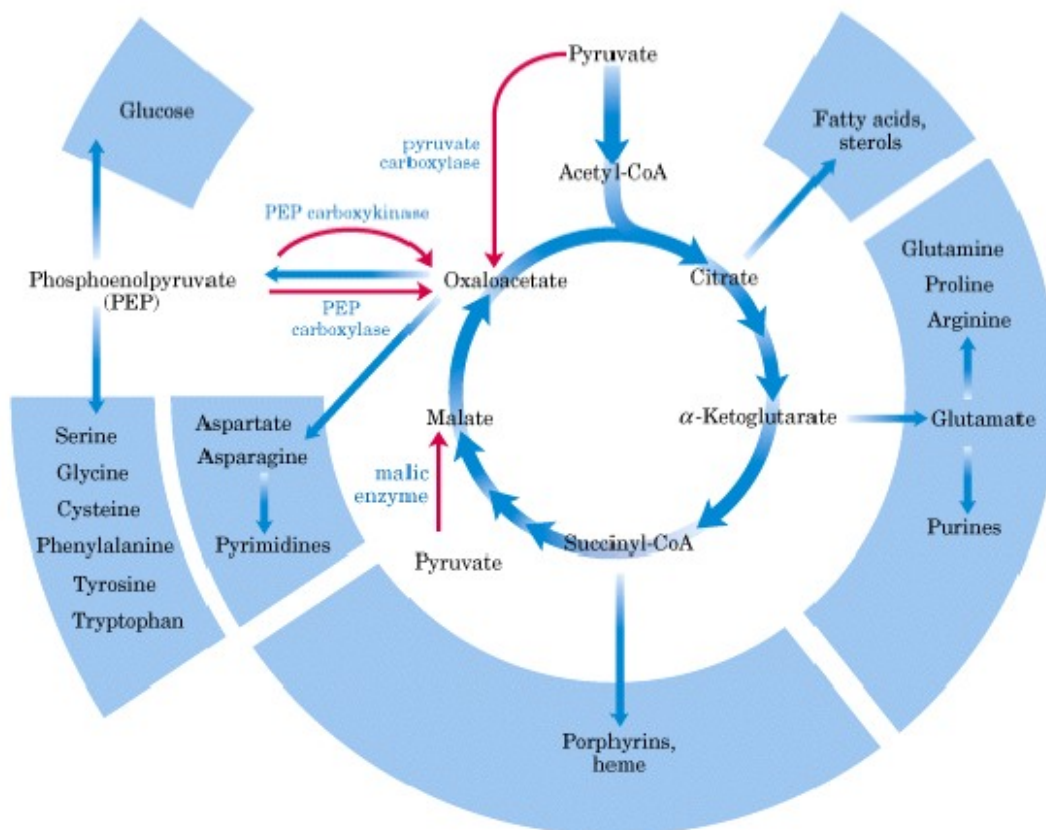 Pyruvate
Glucose
Fatty acids,
sterols
pyruvate
carboxylase
Acetyl-CoA
PEP carboxykinase
Glutamine
Phosphoenolpyruvate
(PEP)
Oxaloacetate
Citrate
Proline
PEP
carboxylase
Arginine
Aspartate
Asparagine
Malate
α-Ketoglutarate
Glutamate
Serine
Glycine
Cysteine
Phenylalanine
Tyrosine
Tryptophan
malic
enzyme
Pyrimidines
Pyruvate
Succinyl-CoA
Purines
Porphyrins,
heme